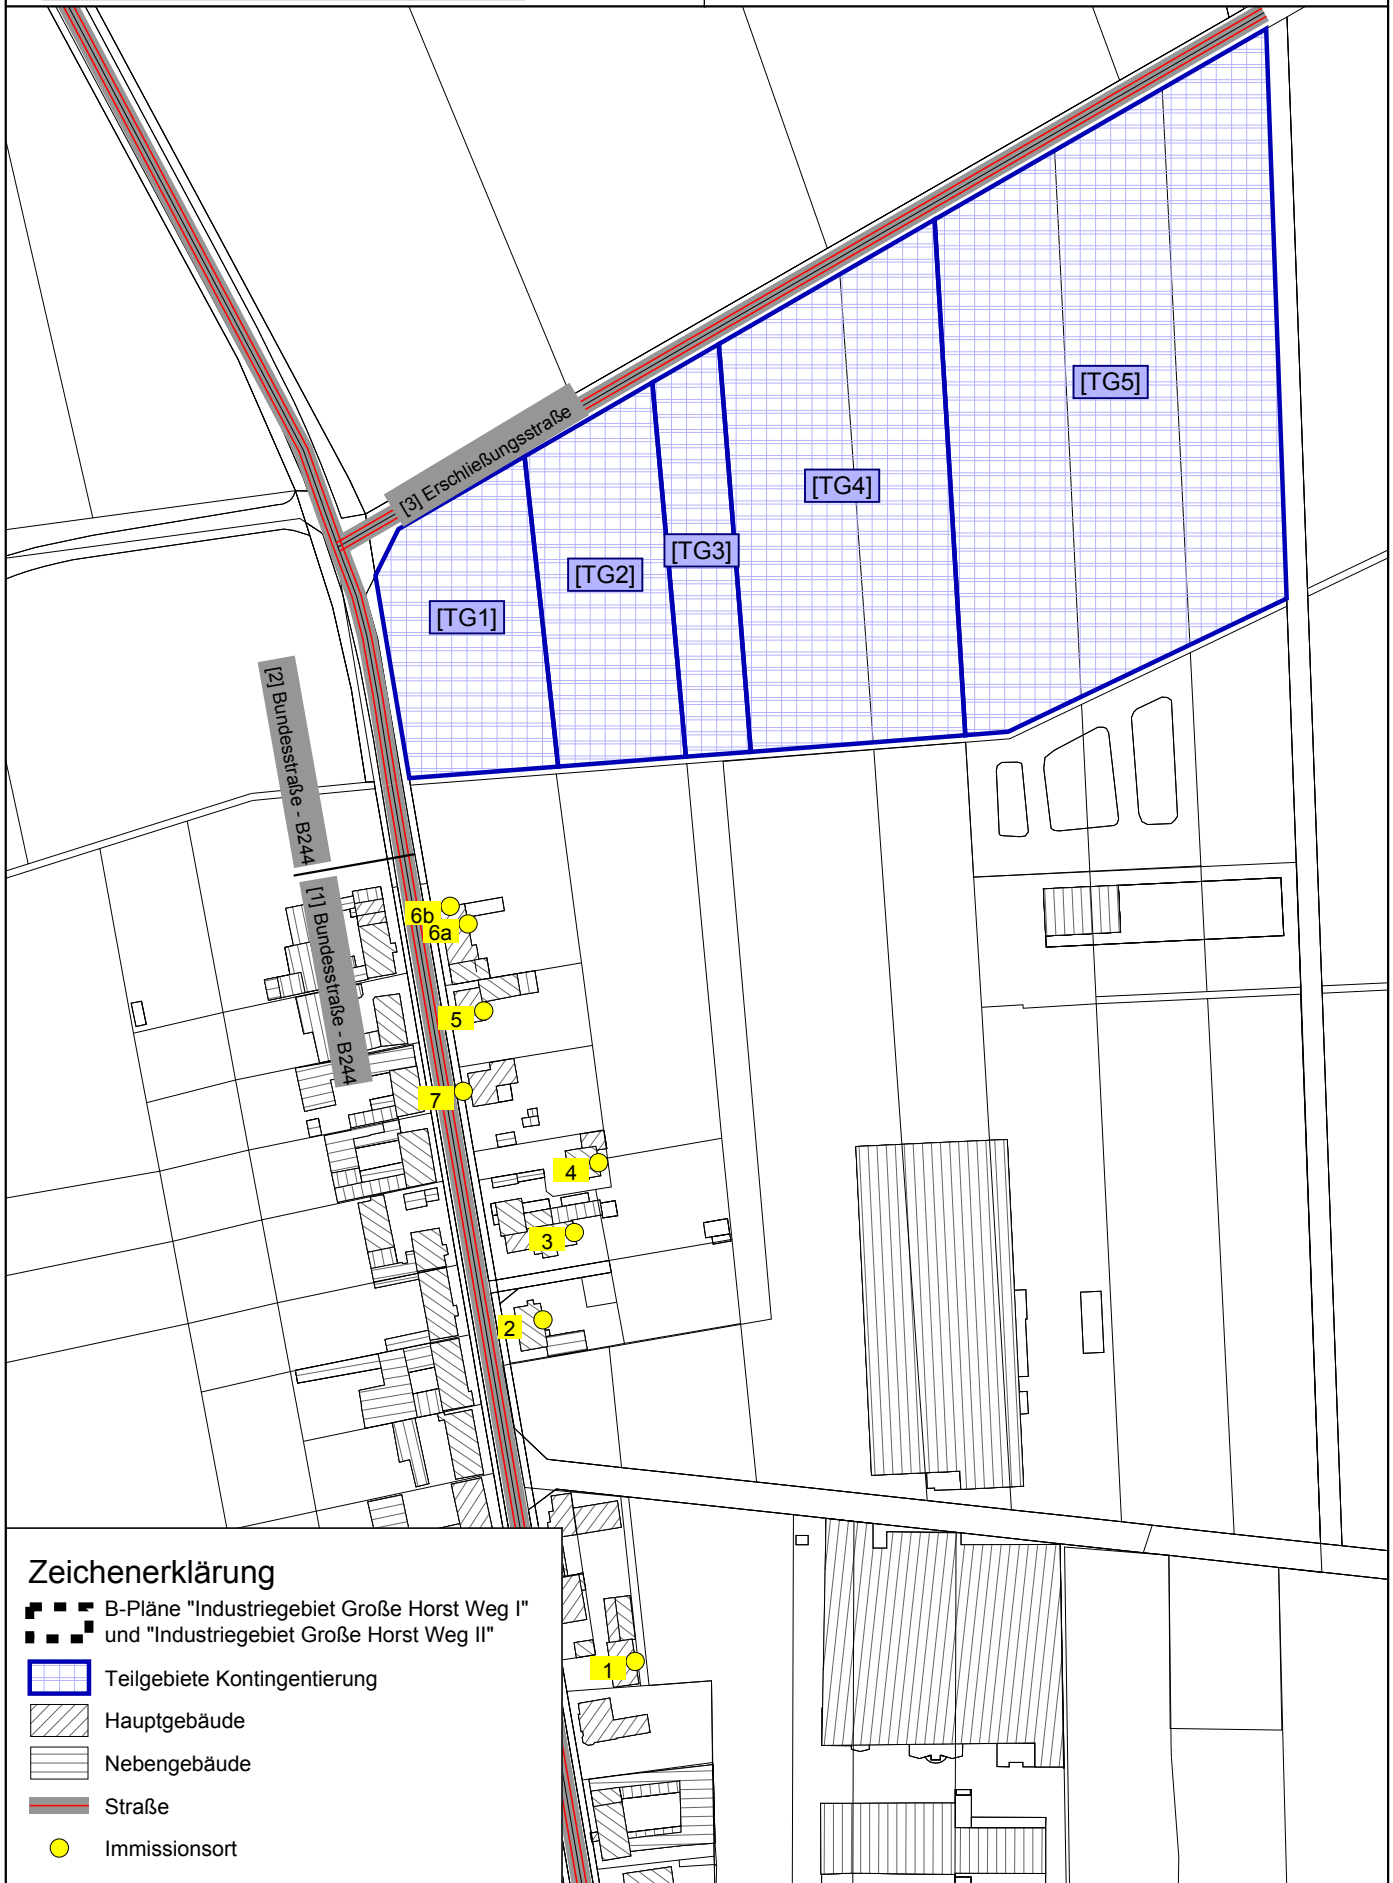 [3] Erschließungsstraße
[TG5]
[TG4]
[TG3]
[TG2]
[TG1]
[2] Bundesstraße - B244
[1] Bundesstraße - B244
6b
6a
5
7
4
3
2
1
Zeichenerklärung
B-Pläne "Industriegebiet Große Horst Weg I"
und "Industriegebiet Große Horst Weg II"
Teilgebiete Kontingentierung
Hauptgebäude
Nebengebäude
Straße
Immissionsort